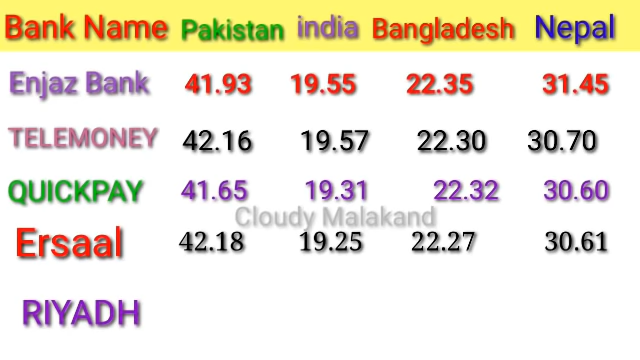 Bank Name Pakistan india Bangladesh Nepal
Enjaz Bank 41.93 19.55 22.35 31.45
TELEMONEY 42.16 19.57 22.30 30.70
QUICKPAY 41.65 19.31 22.32 30.60
Cloudy Malakand
Ersaal 42.18 19.25 22.27 30.61
RIYADH